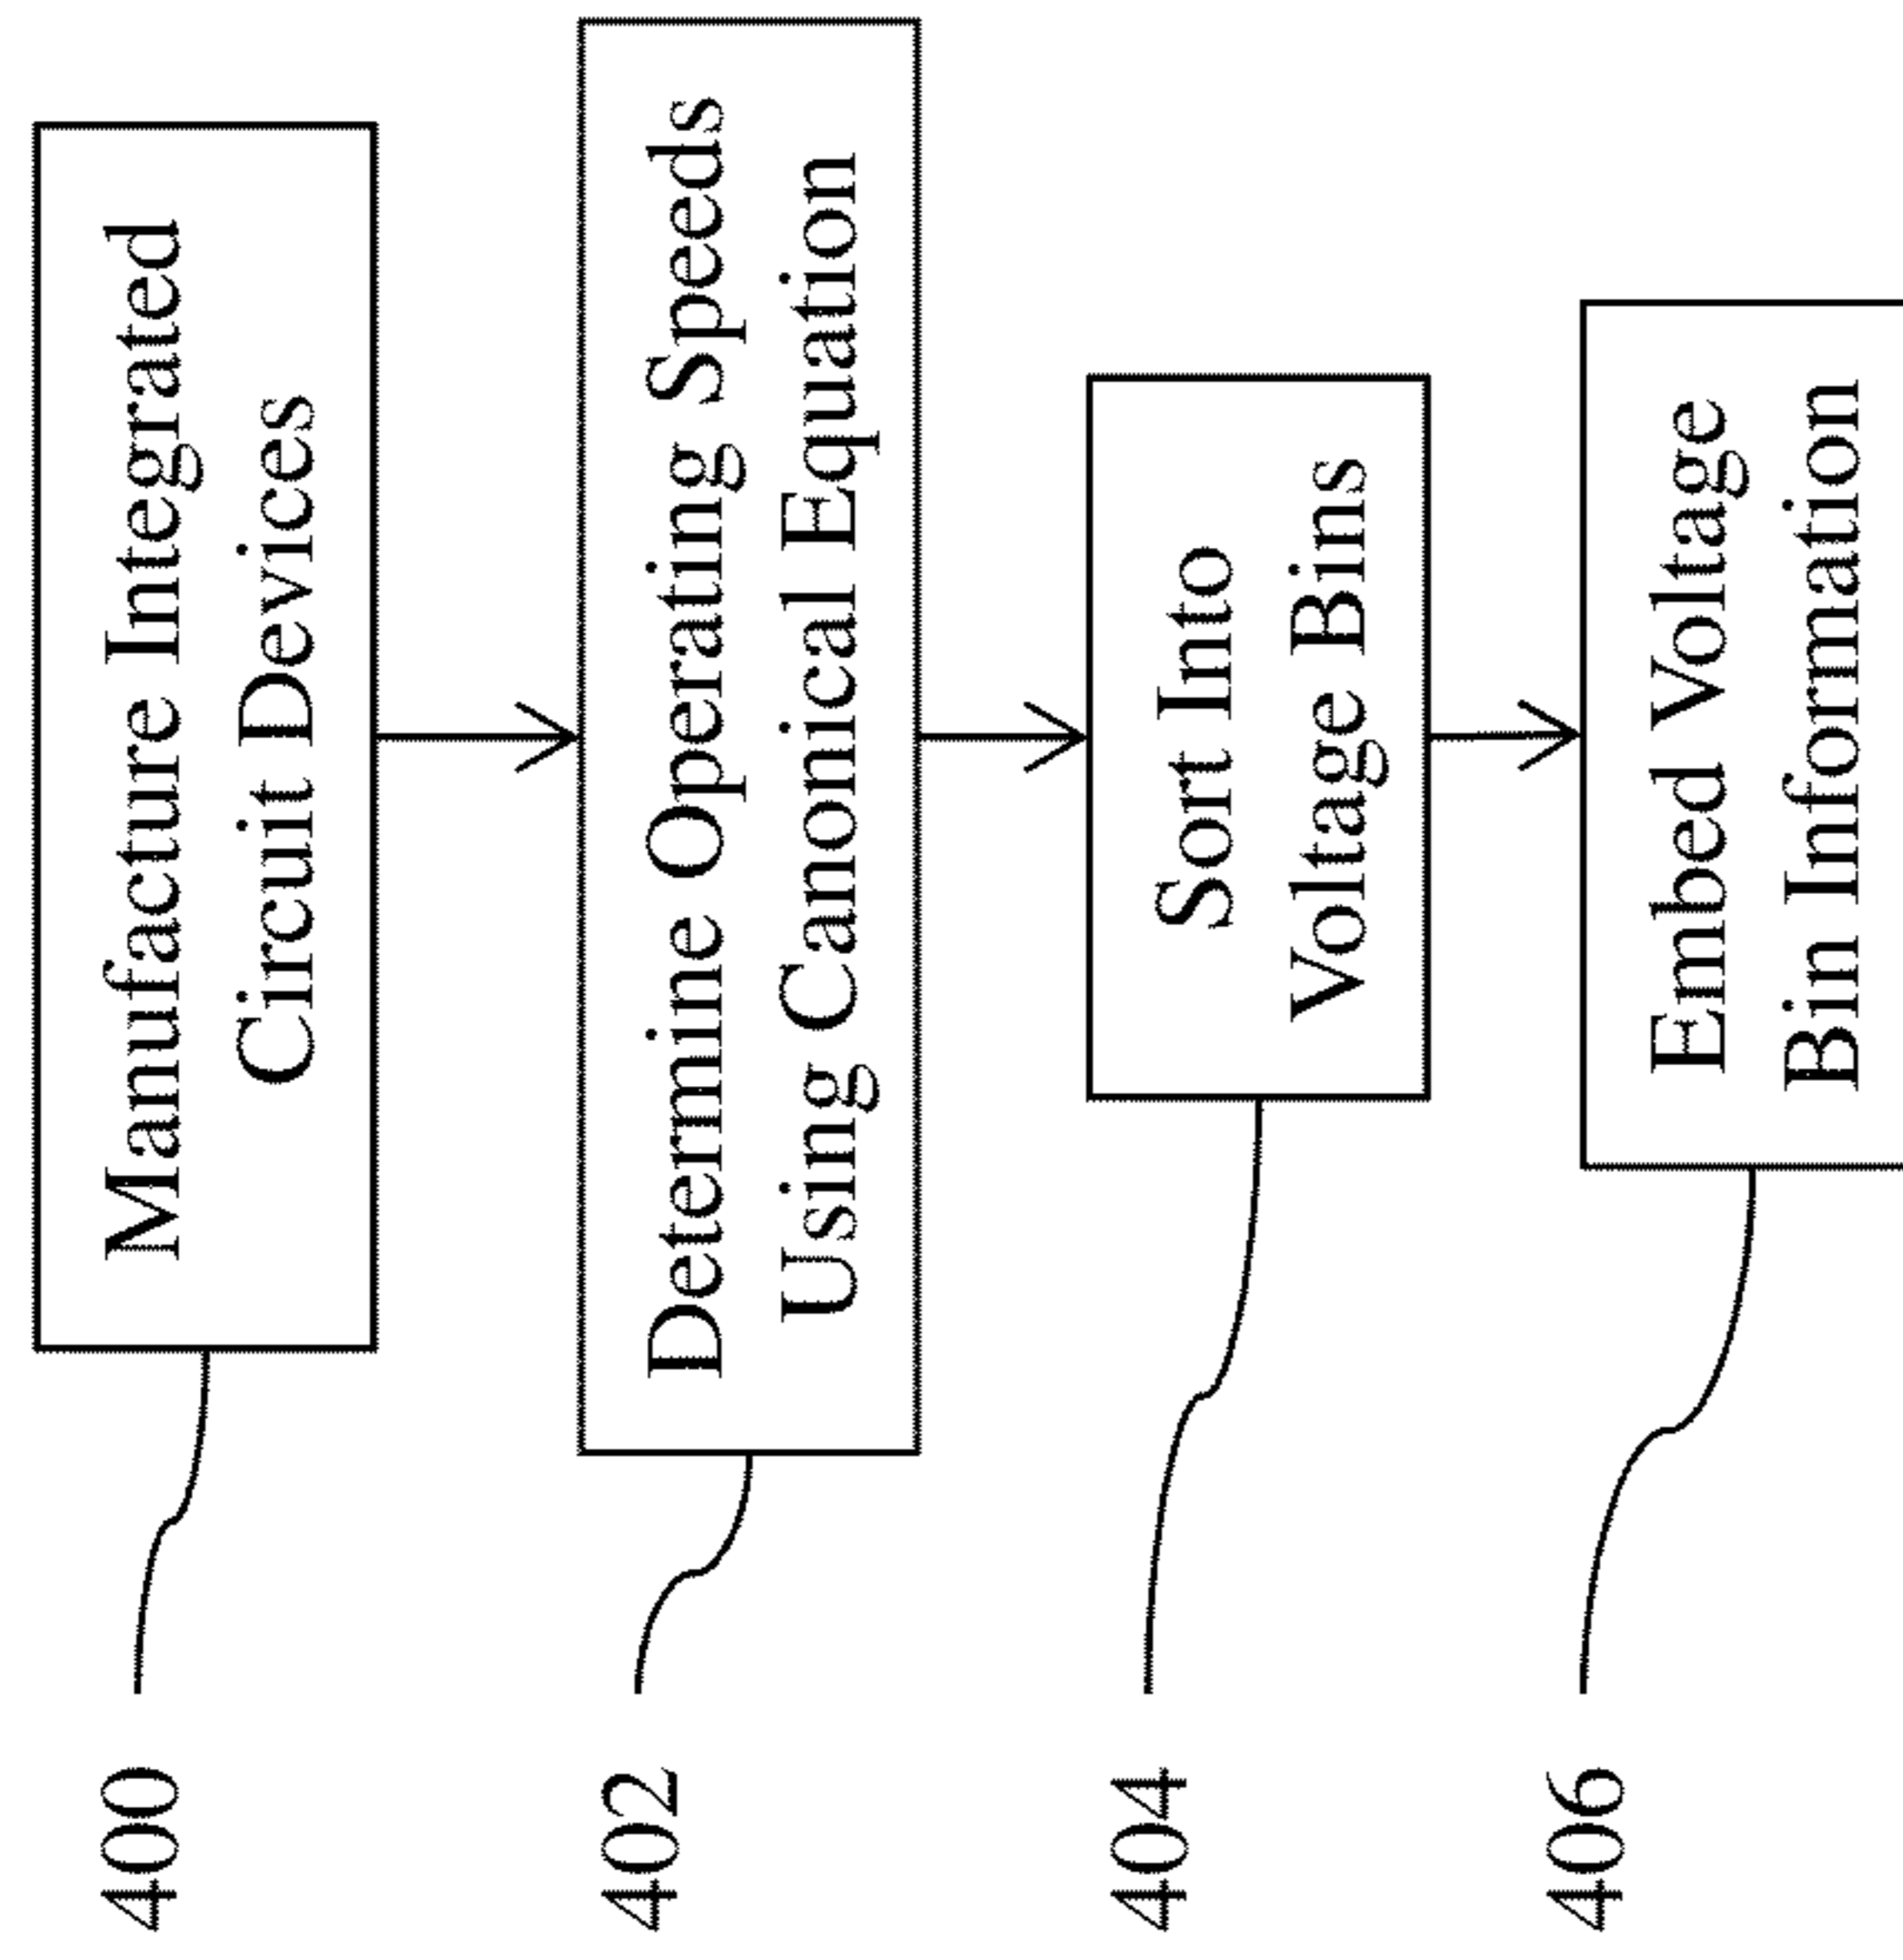 400
Manufacture Integrated
Circuit Devices
402
Determine Operating Speeds
Using Canonical Equation
404
Sort Into
Voltage Bins
406
Embed Voltage
Bin Information